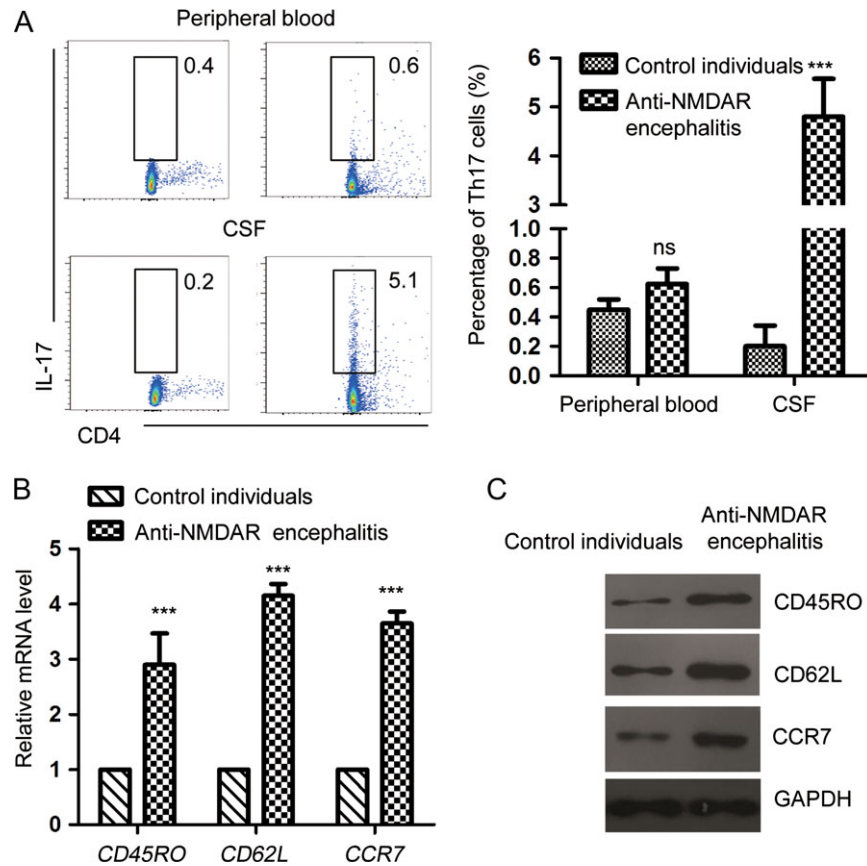 A
Peripheral blood
0.4
0.6
CSF
0.2
5.1
IL-17
CD4
Percentage of Th17 cells (%)
6
5
4
3
1.0
0.8
0.6
0.4
0.2
0.0
Control individuals
Anti-NMDAR
encephalitis
***
ns
Peripheral blood
CSF
B
Control individuals
Anti-NMDAR encephalitis
Relative mRNA level
5
4
3
2
1
0
***
***
***
CD45RO
CD62L
CCR7
C
Control individuals
Anti-NMDAR
encephalitis
CD45RO
CD62L
CCR7
GAPDH